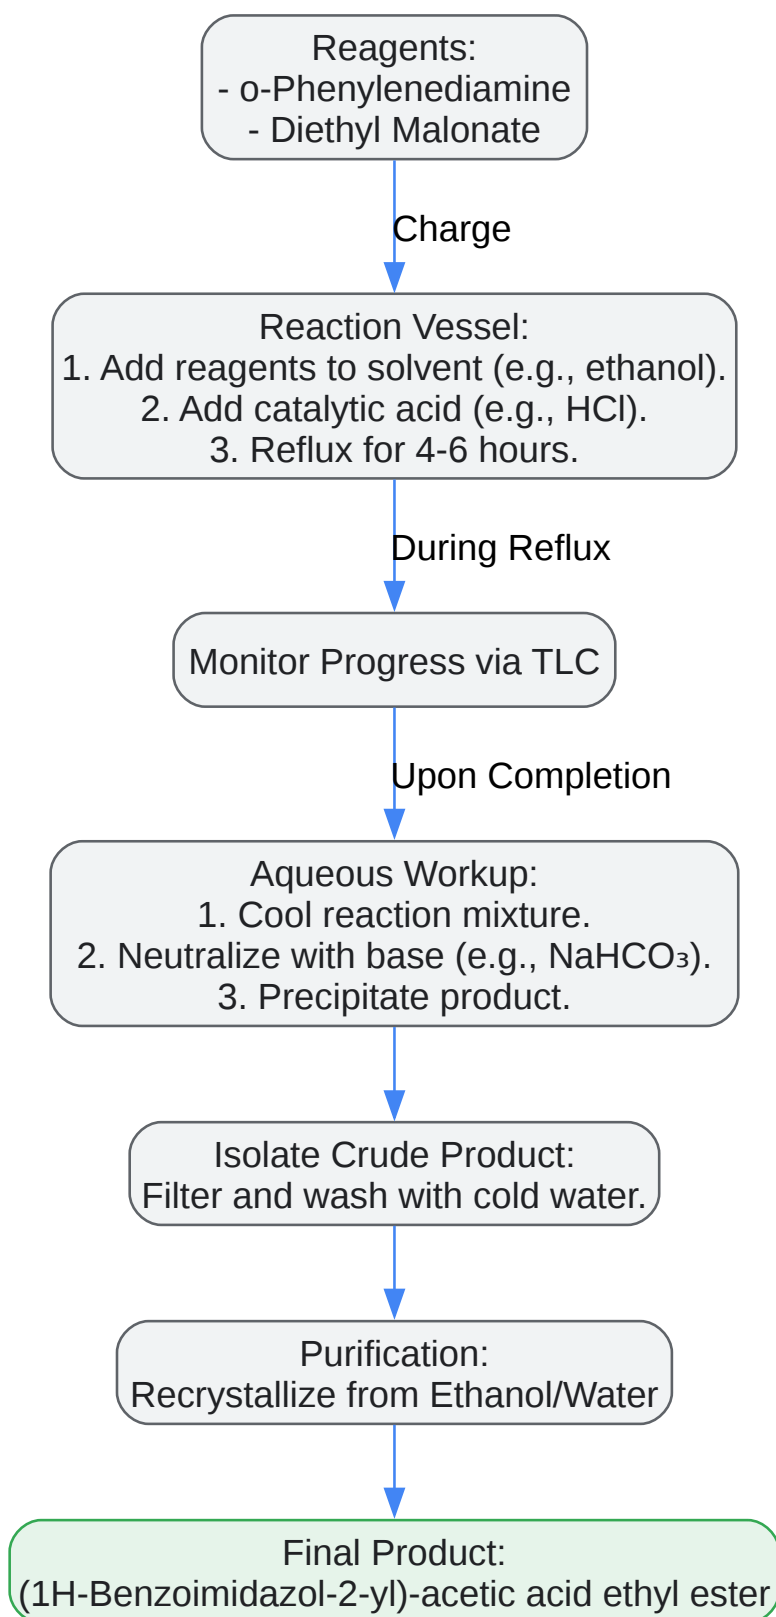 Reagents:
- o-Phenylenediamine
- Diethyl Malonate
Charge
Reaction Vessel:
1. Add reagents to solvent (e.g., ethanol).
2. Add catalytic acid (e.g., HCl).
3. Reflux for 4-6 hours.
During Reflux
Monitor Progress via TLC
Upon Completion
Aqueous Workup:
1. Cool reaction mixture.
2. Neutralize with base (e.g., NaHCO₃).
3. Precipitate product.
Isolate Crude Product:
Filter and wash with cold water.
Purification:
Recrystallize from Ethanol/Water
Final Product:
(1H-Benzoimidazol-2-yl)-acetic acid ethyl ester